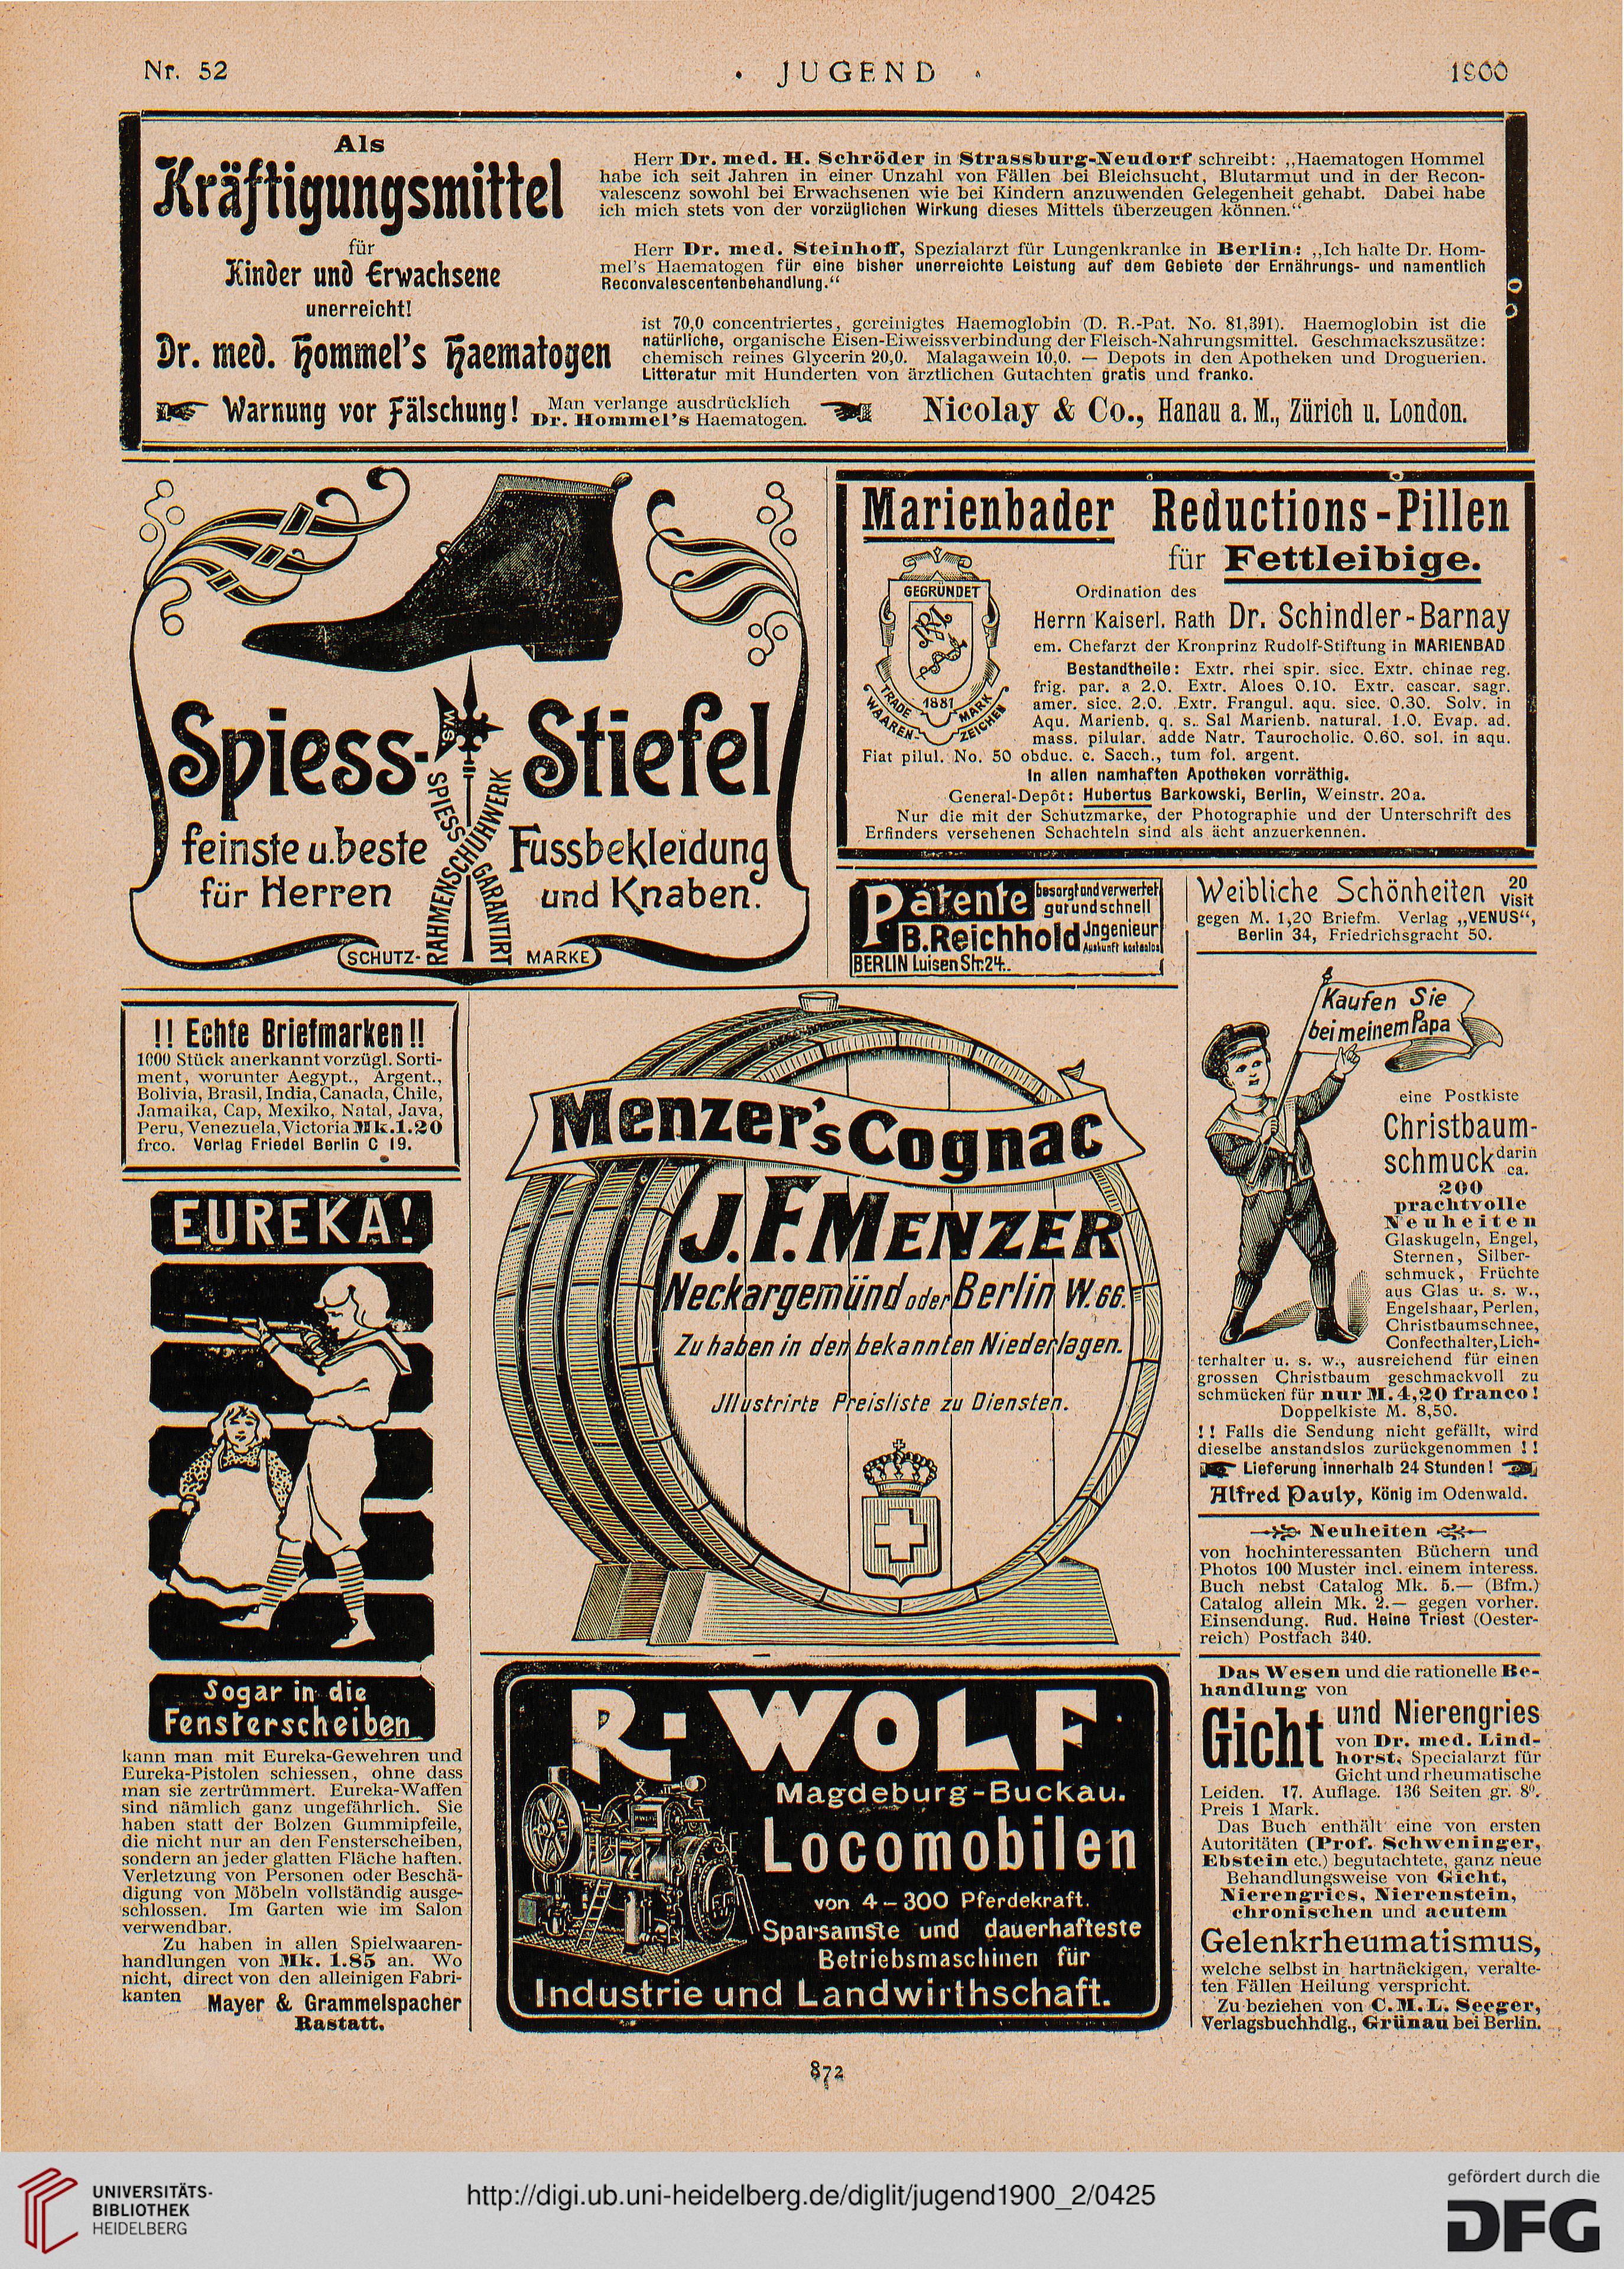 Nr. 52
· JUGEND ·
1900
Als
Kräftigungsmittel
für
Kinder und Erwachsene
unerreicht!
Dr. med. Hommel's Haematogen
Herr Dr. med. H. Schröder in Strassburg-Neudorf schreibt: „Haematogen Hommel
habe ich seit Jahren in einer Unzahl von Fällen bei Bleichsucht, Blutarmut und in der Recon-
valescenz sowohl bei Erwachsenen wie bei Kindern anzuwenden Gelegenheit gehabt. Dabei habe
ich mich stets von der vorzüglichen Wirkung dieses Mittels überzeugen können.“
Herr Dr. med. Steinhoff, Spezialarzt für Lungenkranke in Berlin: „Ich halte Dr. Hom-
mel's Haematogen für eine bisher unerreichte Leistung auf dem Gebiete der Ernährungs- und namentlich
Reconvalescentenbehandlung.“
ist 70,0 concentriertes, gereinigtes Haemoglobin (D. R.-Pat. No. 81,391). Haemoglobin ist die
natürliche, organische Eisen-Eiweissverbindung der Fleisch-Nahrungsmittel. Geschmackszusätze:
chemisch reines Glycerin 20,0. Malagawein 10,0. — Depots in den Apotheken und Droguerien.
Litteratur mit Hunderten von ärztlichen Gutachten gratis und franko.
Warnung vor Fälschung!
Man verlange ausdrücklich
Dr. Hommel's Haematogen.
Nicolay & Co., Hanau a. M., Zürich u. London.
Spiess-Stiefel
W.S
feinste u. beste Fussbekleidung
für Herren und Knaben.
SPIESS
RAHMENSCHUHWERK
GARANTIRT
SCHUTZ- MARKE
Marienbader Reductions-Pillen
für Fettleibige.
GEGRÜNDET
1881
TRADE MARK
WAAREN-ZEICHEN
Ordination des
Herrn Kaiserl. Rath Dr. Schindler-Barnay
em. Chefarzt der Kronprinz Rudolf-Stiftung in MARIENBAD
Bestandtheile: Extr. rhei spir. sicc. Extr. chinae reg.
frig. par. a 2.0. Extr. Aloes 0.10. Extr. cascar. sagr.
amer. sicc. 2.0. Extr. Frangul. aqu. sicc. 0.30. Solv. in
Aqu. Marienb. q. s. Sal Marienb. natural. 1.0. Evap. ad.
mass. pilular. adde Natr. Taurocholic. 0.60. sol. in aqu.
Fiat pilul. No. 50 obduc. c. Sacch., tum fol. argent.
In allen namhaften Apotheken vorräthig.
General-Depôt: Hubertus Barkowski, Berlin, Weinstr. 20a.
Nur die mit der Schutzmarke, der Photographie und der Unterschrift des
Erfinders versehenen Schachteln sind als ächt anzuerkennen.
Patente besorgt und verwertet
gut und schnell
B. Reichhold Jngenieur
Auskunft kostenlos
BERLIN Luisen Str. 24.
Weibliche Schönheiten 20
Visit
gegen M. 1,20 Briefm. Verlag „VENUS“,
Berlin 34, Friedrichsgracht 50.
!! Echte Briefmarken !!
1000 Stück anerkannt vorzügl. Sorti-
ment, worunter Aegypt., Argent.,
Bolivia, Brasil, India, Canada, Chile,
Jamaika, Cap, Mexiko, Natal, Java,
Peru, Venezuela, Victoria Mk. 1.20
frco. Verlag Friedel Berlin C 19.
EUREKA!
Sogar in die
Fensterscheiben
kann man mit Eureka-Gewehren und
Eureka-Pistolen schiessen, ohne dass
man sie zertrümmert. Eureka-Waffen
sind nämlich ganz ungefährlich. Sie
haben statt der Bolzen Gummipfeile,
die nicht nur an den Fensterscheiben,
sondern an jeder glatten Fläche haften.
Verletzung von Personen oder Beschä-
digung von Möbeln vollständig ausge-
schlossen. Im Garten wie im Salon
verwendbar.
Zu haben in allen Spielwaaren-
handlungen von Mk. 1.85 an. Wo
nicht, direct von den alleinigen Fabri-
kanten Mayer & Grammelspacher
Rastatt.
Menzer's Cognac
J. F. MENZER
Neckargemünd oder Berlin W. 66.
Zu haben in den bekannten Niederlagen.
Jllustrirte Preisliste zu Diensten.
R. WOLF
Magdeburg-Buckau.
Locomobilen
von 4 – 300 Pferdekraft.
Sparsamste und dauerhafteste
Betriebsmaschinen für
Industrie und Landwirthschaft.
Kaufen Sie
bei meinem Papa
eine Postkiste
Christbaum-
schmuck darin
ca.
200
prachtvolle
Neuheiten
Glaskugeln, Engel,
Sternen, Silber-
schmuck, Früchte
aus Glas u. s. w.,
Engelshaar, Perlen,
Christbaumschnee,
Confecthalter, Lich-
terhalter u. s. w., ausreichend für einen
grossen Christbaum geschmackvoll zu
schmücken für nur M. 4,20 franco!
Doppelkiste M. 8,50.
!! Falls die Sendung nicht gefällt, wird
dieselbe anstandslos zurückgenommen !!
Lieferung innerhalb 24 Stunden!
Alfred Pauly, König im Odenwald.
Neuheiten
von hochinteressanten Büchern und
Photos 100 Muster incl. einem interess.
Buch nebst Catalog Mk. 5.— (Bfm.)
Catalog allein Mk. 2.— gegen vorher.
Einsendung. Rud. Heine Triest (Oester-
reich) Postfach 340.
Das Wesen und die rationelle Be-
handlung von
Gicht und Nierengries
von Dr. med. Lind-
horst, Specialarzt für
Gicht und rheumatische
Leiden. 17. Auflage. 136 Seiten gr. 8°.
Preis 1 Mark.
Das Buch enthält eine von ersten
Autoritäten (Prof. Schweninger,
Ebstein etc.) begutachtete, ganz neue
Behandlungsweise von Gicht,
Nierengries, Nierenstein,
chronischen und acutem
Gelenkrheumatismus,
welche selbst in hartnäckigen, veralte-
ten Fällen Heilung verspricht.
Zu beziehen von C. M. L. Seeger,
Verlagsbuchhdlg., Grünau bei Berlin.
872
UNIVERSITÄTS-
BIBLIOTHEK
HEIDELBERG
http://digi.ub.uni-heidelberg.de/diglit/jugend1900_2/0425
gefördert durch die
DFG